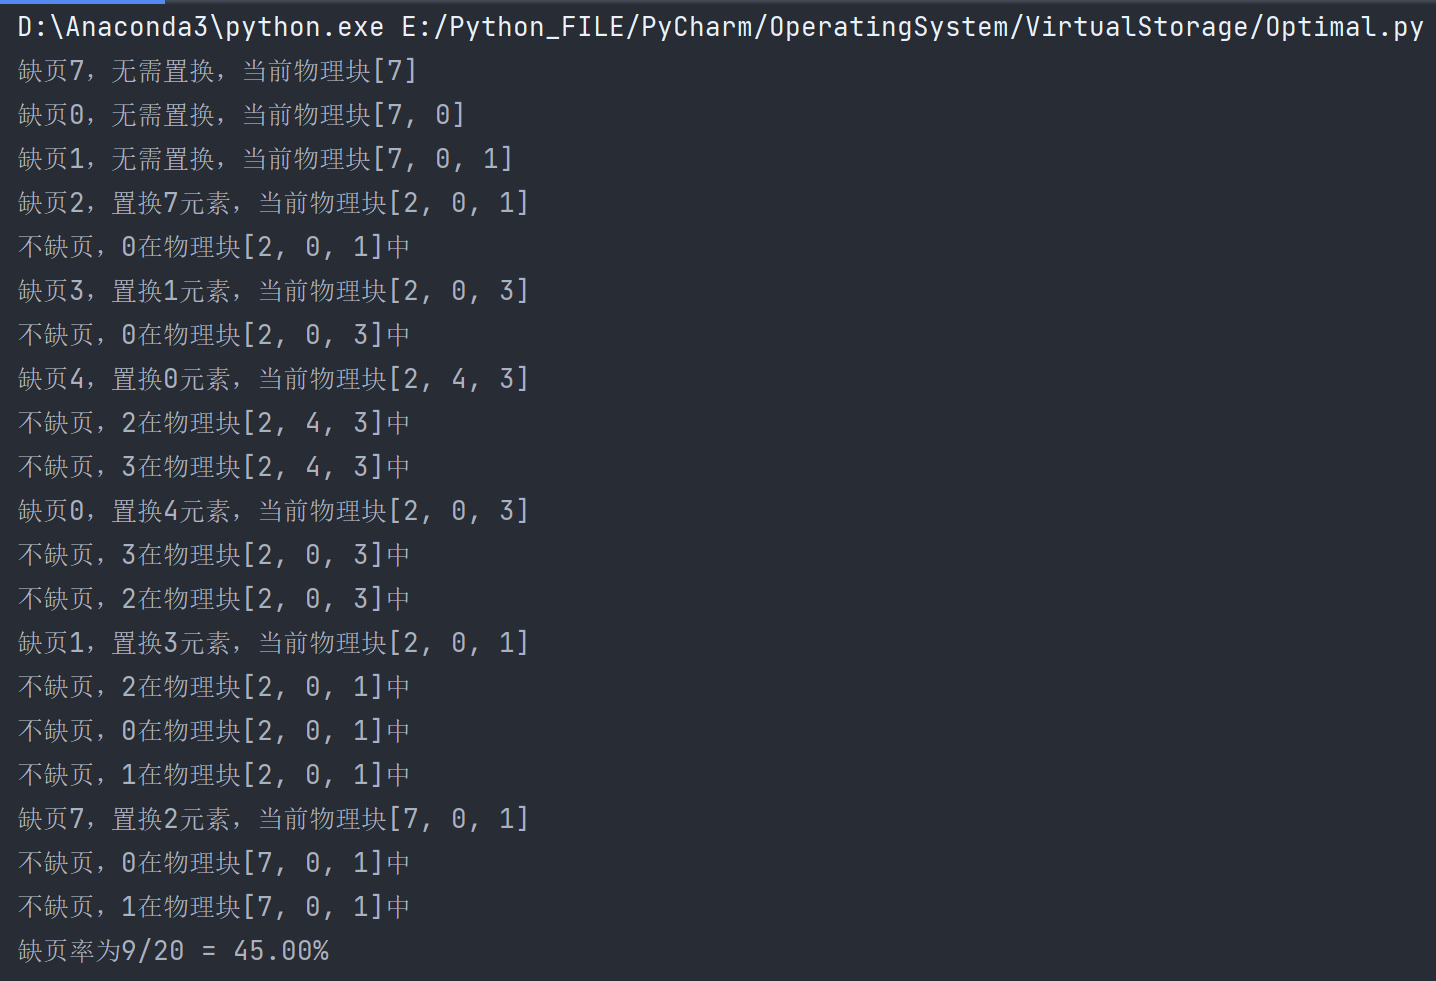 D:\Anaconda3\python.exe E:/Python_FILE/PyCharm/OperatingSystem/VirtualStorage/Optimal.py
缺页7，无需置换，当前物理块[7]
缺页0，无需置换，当前物理块[7, 0]
缺页1，无需置换，当前物理块[7, 0, 1]
缺页2，置换7元素，当前物理块[2, 0, 1]
不缺页，0在物理块[2, 0, 1]中
缺页3，置换1元素，当前物理块[2, 0, 3]
不缺页，0在物理块[2, 0, 3]中
缺页4，置换0元素，当前物理块[2, 4, 3]
不缺页，2在物理块[2, 4, 3]中
不缺页，3在物理块[2, 4, 3]中
缺页0，置换4元素，当前物理块[2, 0, 3]
不缺页，3在物理块[2, 0, 3]中
不缺页，2在物理块[2, 0, 3]中
缺页1，置换3元素，当前物理块[2, 0, 1]
不缺页，2在物理块[2, 0, 1]中
不缺页，0在物理块[2, 0, 1]中
不缺页，1在物理块[2, 0, 1]中
缺页7，置换2元素，当前物理块[7, 0, 1]
不缺页，0在物理块[7, 0, 1]中
不缺页，1在物理块[7, 0, 1]中
缺页率为9/20 = 45.00%